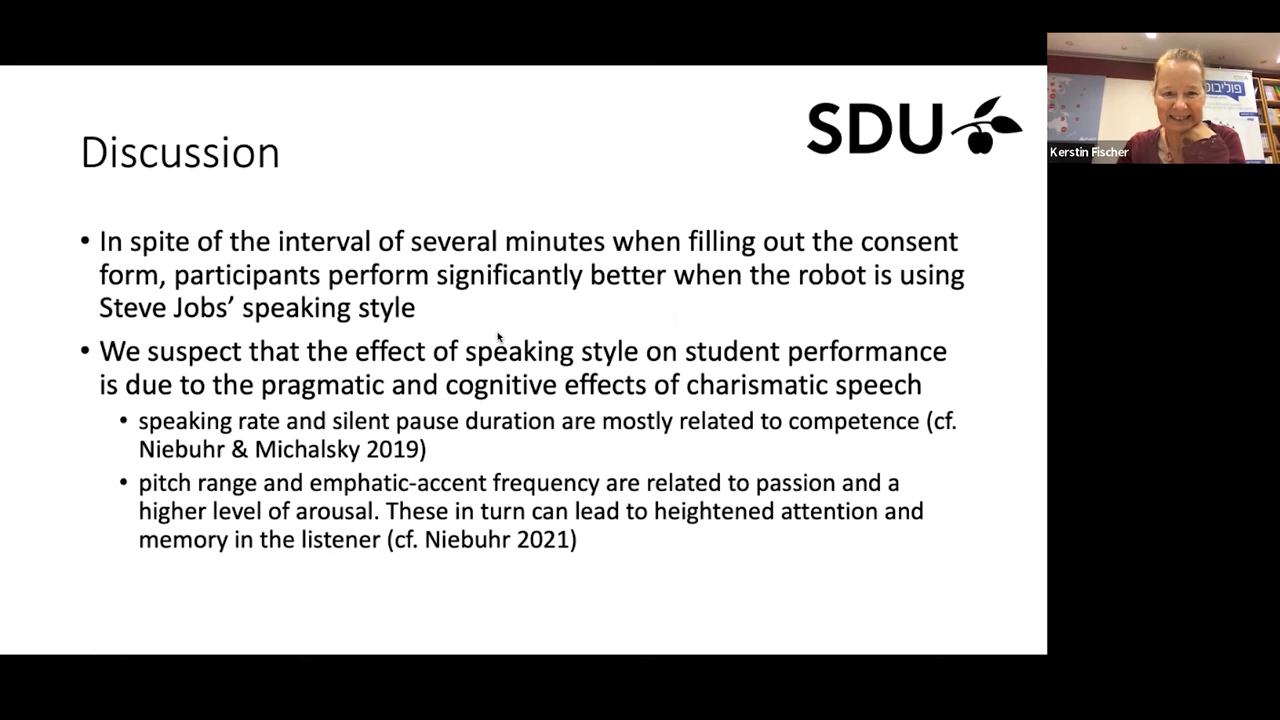 Discussion
SDU
• In spite of the interval of several minutes when filling out the consent
form, participants perform significantly better when the robot is using
Steve Jobs’ speaking style
• We suspect that the effect of speaking style on student performance
is due to the pragmatic and cognitive effects of charismatic speech
• speaking rate and silent pause duration are mostly related to competence (cf.
Niebuhr & Michalsky 2019)
• pitch range and emphatic-accent frequency are related to passion and a
higher level of arousal. These in turn can lead to heightened attention and
memory in the listener (cf. Niebuhr 2021)
Kerstin Fischer